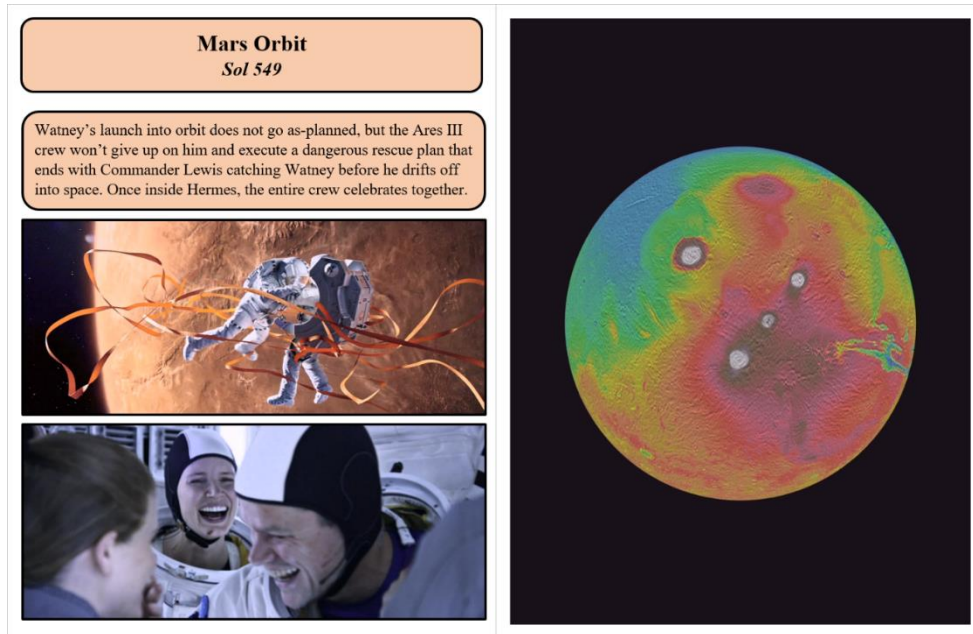 Mars Orbit
Sol 549
Watney’s launch into orbit does not go as-planned, but the Ares III
crew won’t give up on him and execute a dangerous rescue plan that
ends with Commander Lewis catching Watney before he drifts off
into space. Once inside Hermes, the entire crew celebrates together.